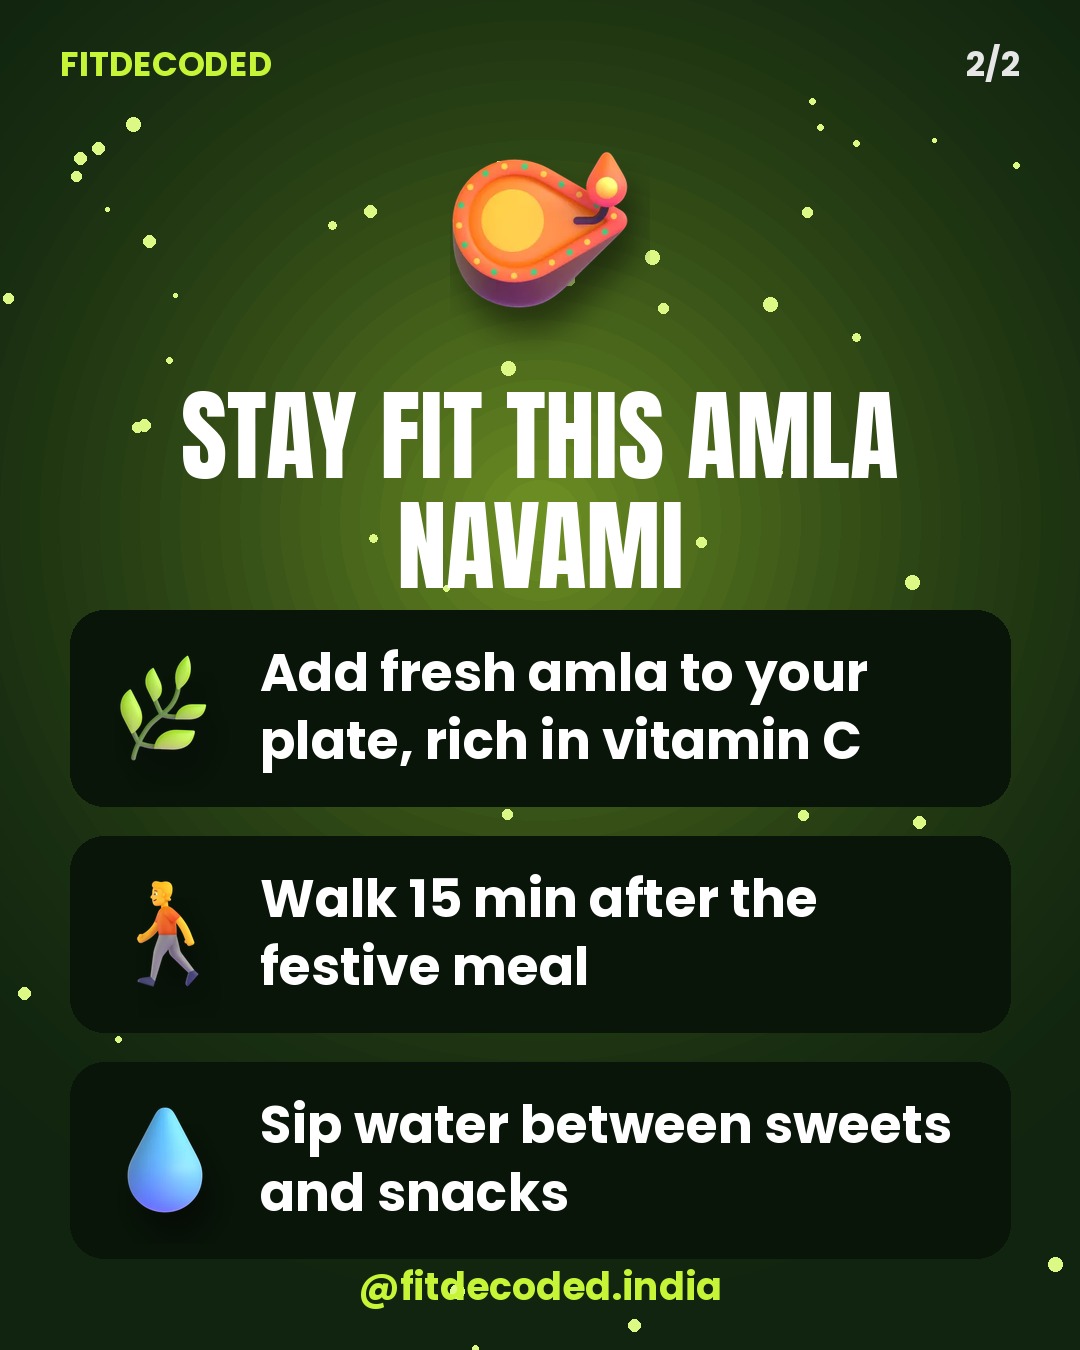 FITDECODED
2/2
STAY FIT THIS AMLA
NAVAMI
Add fresh amla to your
plate, rich in vitamin C
Walk 15 min after the
festive meal
Sip water between sweets
and snacks
@fitdecoded.india